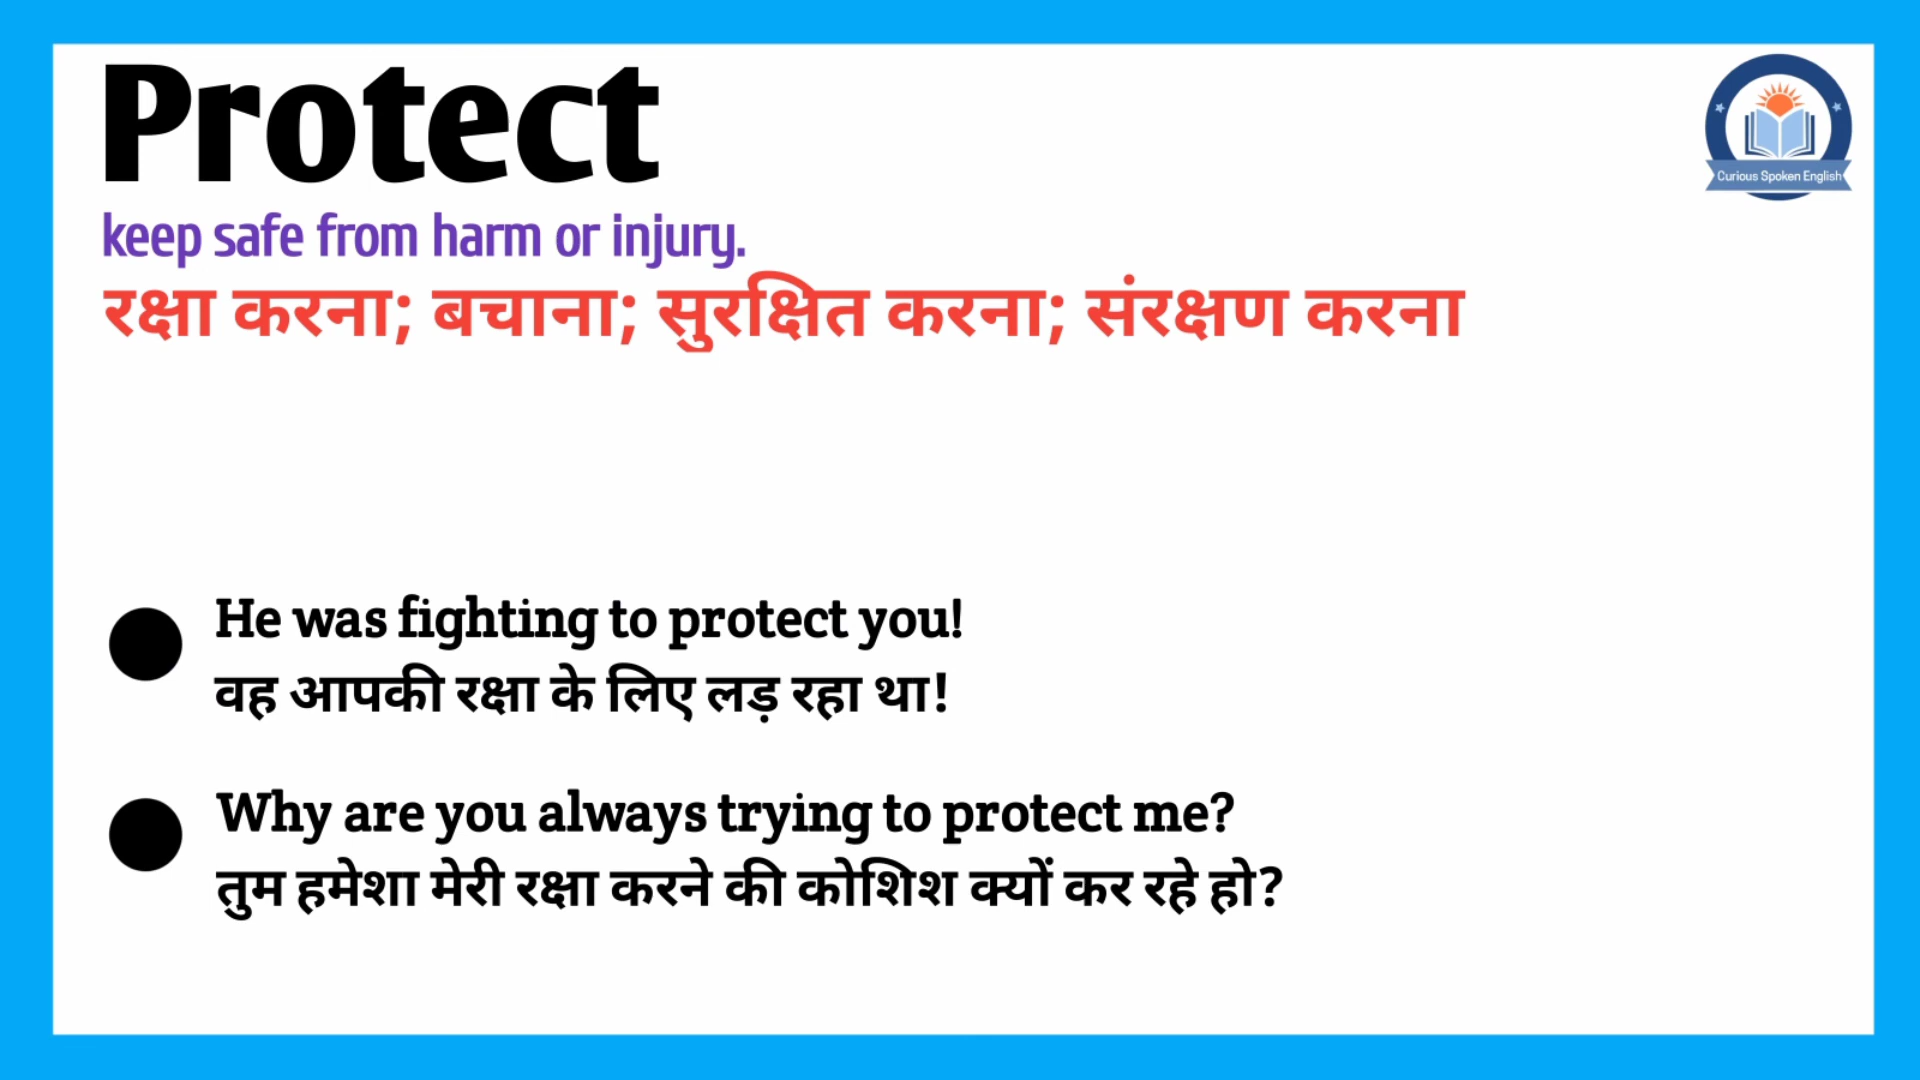 Protect
Curious Spoken English
keep safe from harm or injury.
रक्षा करना; बचाना; सुरक्षित करना; संरक्षण करना
He was fighting to protect you!
वह आपकी रक्षा के लिए लड़ रहा था!
Why are you always trying to protect me?
तुम हमेशा मेरी रक्षा करने की कोशिश क्यों कर रहे हो?